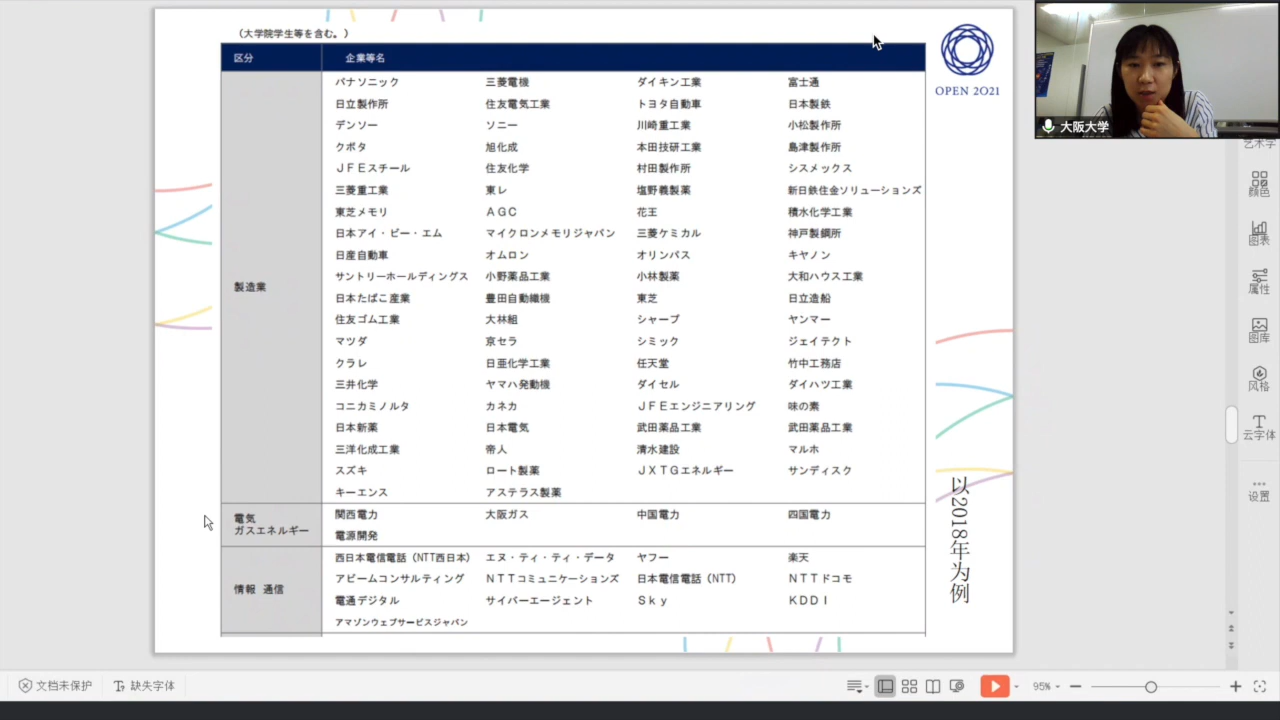 （大学院学生等を含む。）
区分 企業等名
パナソニック 三菱電機 ダイキン工業 富士通
日立製作所 住友電気工業 トヨタ自動車 日本製鉄
デンソー ソニー 川崎重工業 小松製作所
クボタ 旭化成 本田技研工業 島津製作所
ＪＦＥスチール 住友化学 村田製作所 シスメックス
三菱重工業 東レ 塩野義製薬 新日鉄住金ソリューションズ
東芝メモリ ＡＧＣ 花王 積水化学工業
日本アイ・ビー・エム マイクロンメモリジャパン 三菱ケミカル 神戸製鋼所
日産自動車 オムロン オリンパス キヤノン
製造業
サントリーホールディングス 小野薬品工業 小林製薬 大和ハウス工業
日本たばこ産業 豊田自動織機 東芝 日立造船
住友ゴム工業 大林組 シャープ ヤンマー
マツダ 京セラ シミック ジェイテクト
クラレ 日亜化学工業 任天堂 竹中工務店
三井化学 ヤマハ発動機 ダイセル ダイハツ工業
コニカミノルタ カネカ ＪＦＥエンジニアリング 味の素
日本新薬 日本電気 武田薬品工業 武田薬品工業
三洋化成工業 帝人 清水建設 マルホ
スズキ ロート製薬 ＪＸＴＧエネルギー サンディスク
キーエンス アステラス製薬
電気
ガスエネルギー
関西電力 大阪ガス 中国電力 四国電力
電源開発
情報 通信
西日本電信電話（NTT西日本） エヌ・ティ・ティ・データ ヤフー 楽天
アビームコンサルティング ＮＴＴコミュニケーションズ 日本電信電話（NTT） ＮＴＴドコモ
電通デジタル サイバーエージェント Ｓｋｙ ＫＤＤＩ
アマゾンウェブサービスジャパン
OPEN 2021
以2018年为例
大阪大学
艺术字
颜色
图表
属性
图库
风格
云字体
设置
文档未保护 缺失字体 95%